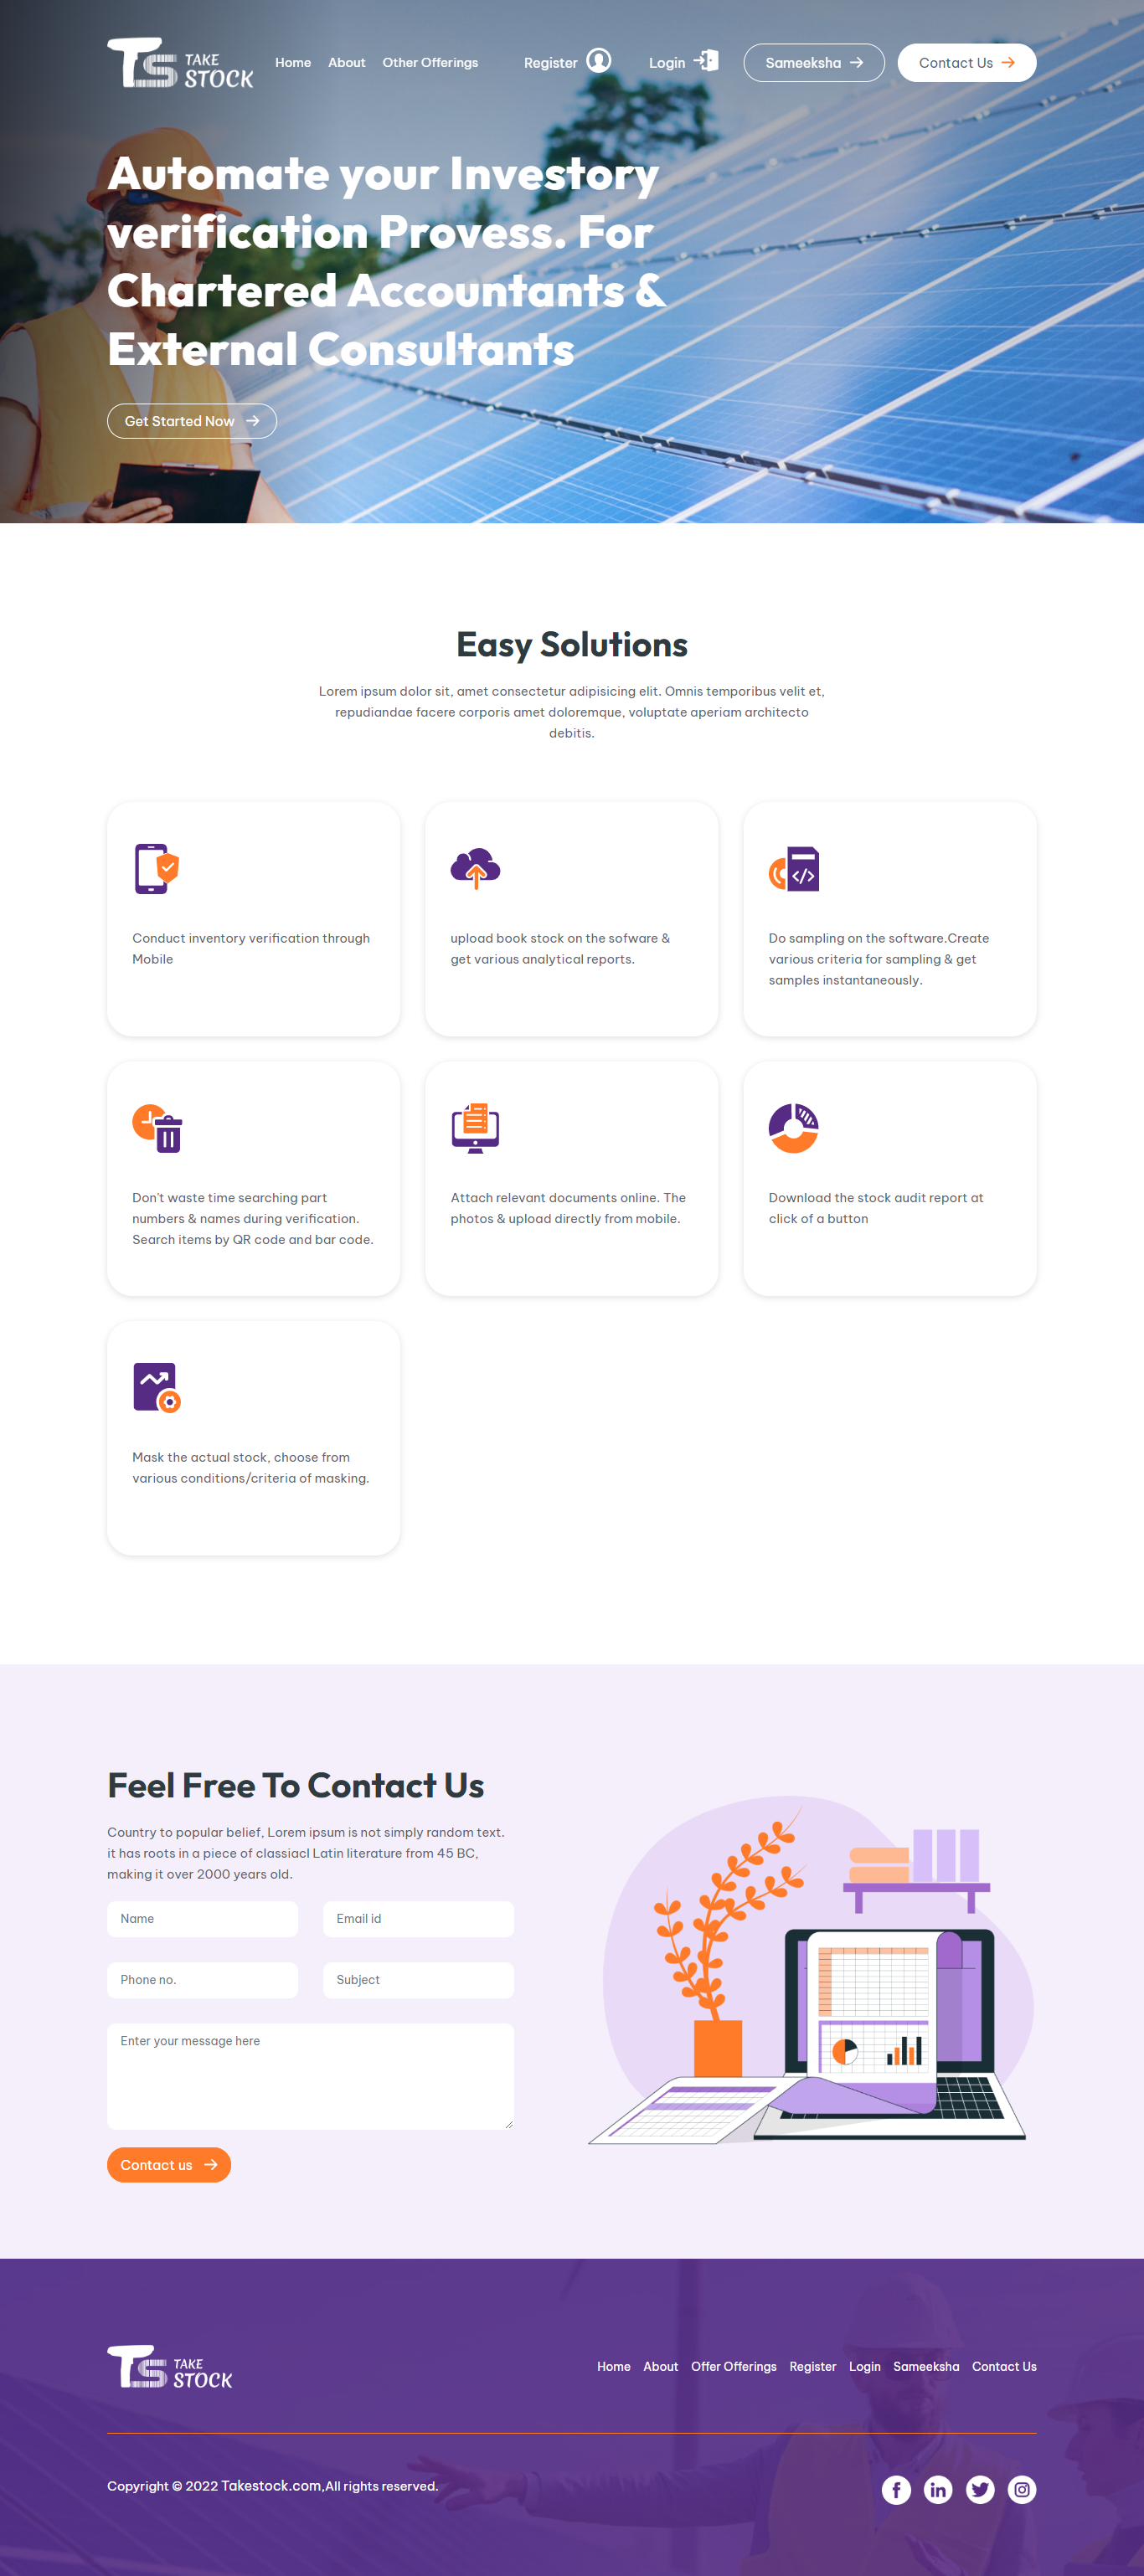 TS TAKE STOCK
Home About Other Offerings Register Login Sameeksha Contact Us
Automate your Investory
verification Provess. For
Chartered Accountants &
External Consultants
Get Started Now
Easy Solutions
Lorem ipsum dolor sit, amet consectetur adipisicing elit. Omnis temporibus velit et,
repudiandae facere corporis amet doloremque, voluptate aperiam architecto
debitis.
Conduct inventory verification through
Mobile
upload book stock on the sofware &
get various analytical reports.
Do sampling on the software.Create
various criteria for sampling & get
samples instantaneously.
Don't waste time searching part
numbers & names during verification.
Search items by QR code and bar code.
Attach relevant documents online. The
photos & upload directly from mobile.
Download the stock audit report at
click of a button
Mask the actual stock, choose from
various conditions/criteria of masking.
Feel Free To Contact Us
Country to popular belief, Lorem ipsum is not simply random text.
it has roots in a piece of classiacl Latin literature from 45 BC,
making it over 2000 years old.
Name Email id
Phone no. Subject
Enter your message here
Contact us
TS TAKE STOCK
Home About Offer Offerings Register Login Sameeksha Contact Us
Copyright © 2022 Takestock.com,All rights reserved.